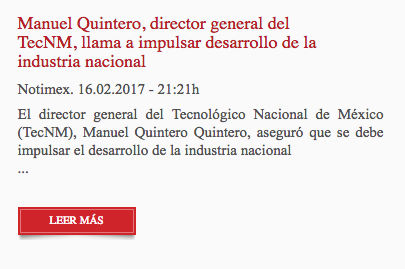 Manuel Quintero, director general del
TecNM, llama a impulsar desarrollo de la
industria nacional
Notimex. 16.02.2017 - 21:21h
El director general del Tecnológico Nacional de México
(TecNM), Manuel Quintero Quintero, aseguró que se debe
impulsar el desarrollo de la industria nacional
...
LEER MÁS